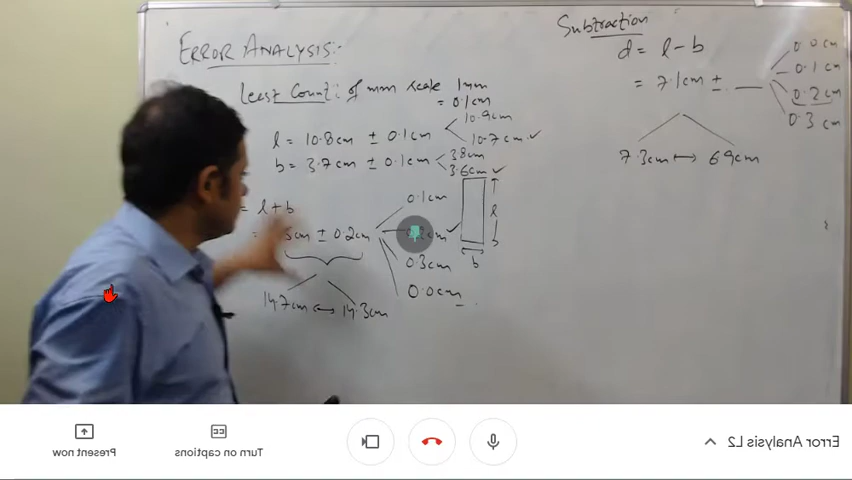 ERROR ANALYSIS:-
Least Count of mm scale 1mm
= 0.1cm
l = 10.8cm ± 0.1cm
10.9cm
10.7cm ✓
b = 3.7cm ± 0.1cm
3.8cm
3.6cm ✓
= l + b
5cm ± 0.2cm
0.1cm
0.3cm
0.0cm
14.7cm ↔ 14.3cm
l
b
Subtraction
d = l - b
= 7.1cm ±
0.0cm
0.1cm
0.2cm
0.3cm
7.3cm ↔ 6.9cm
Present now
Turn on captions
Error Analysis L2